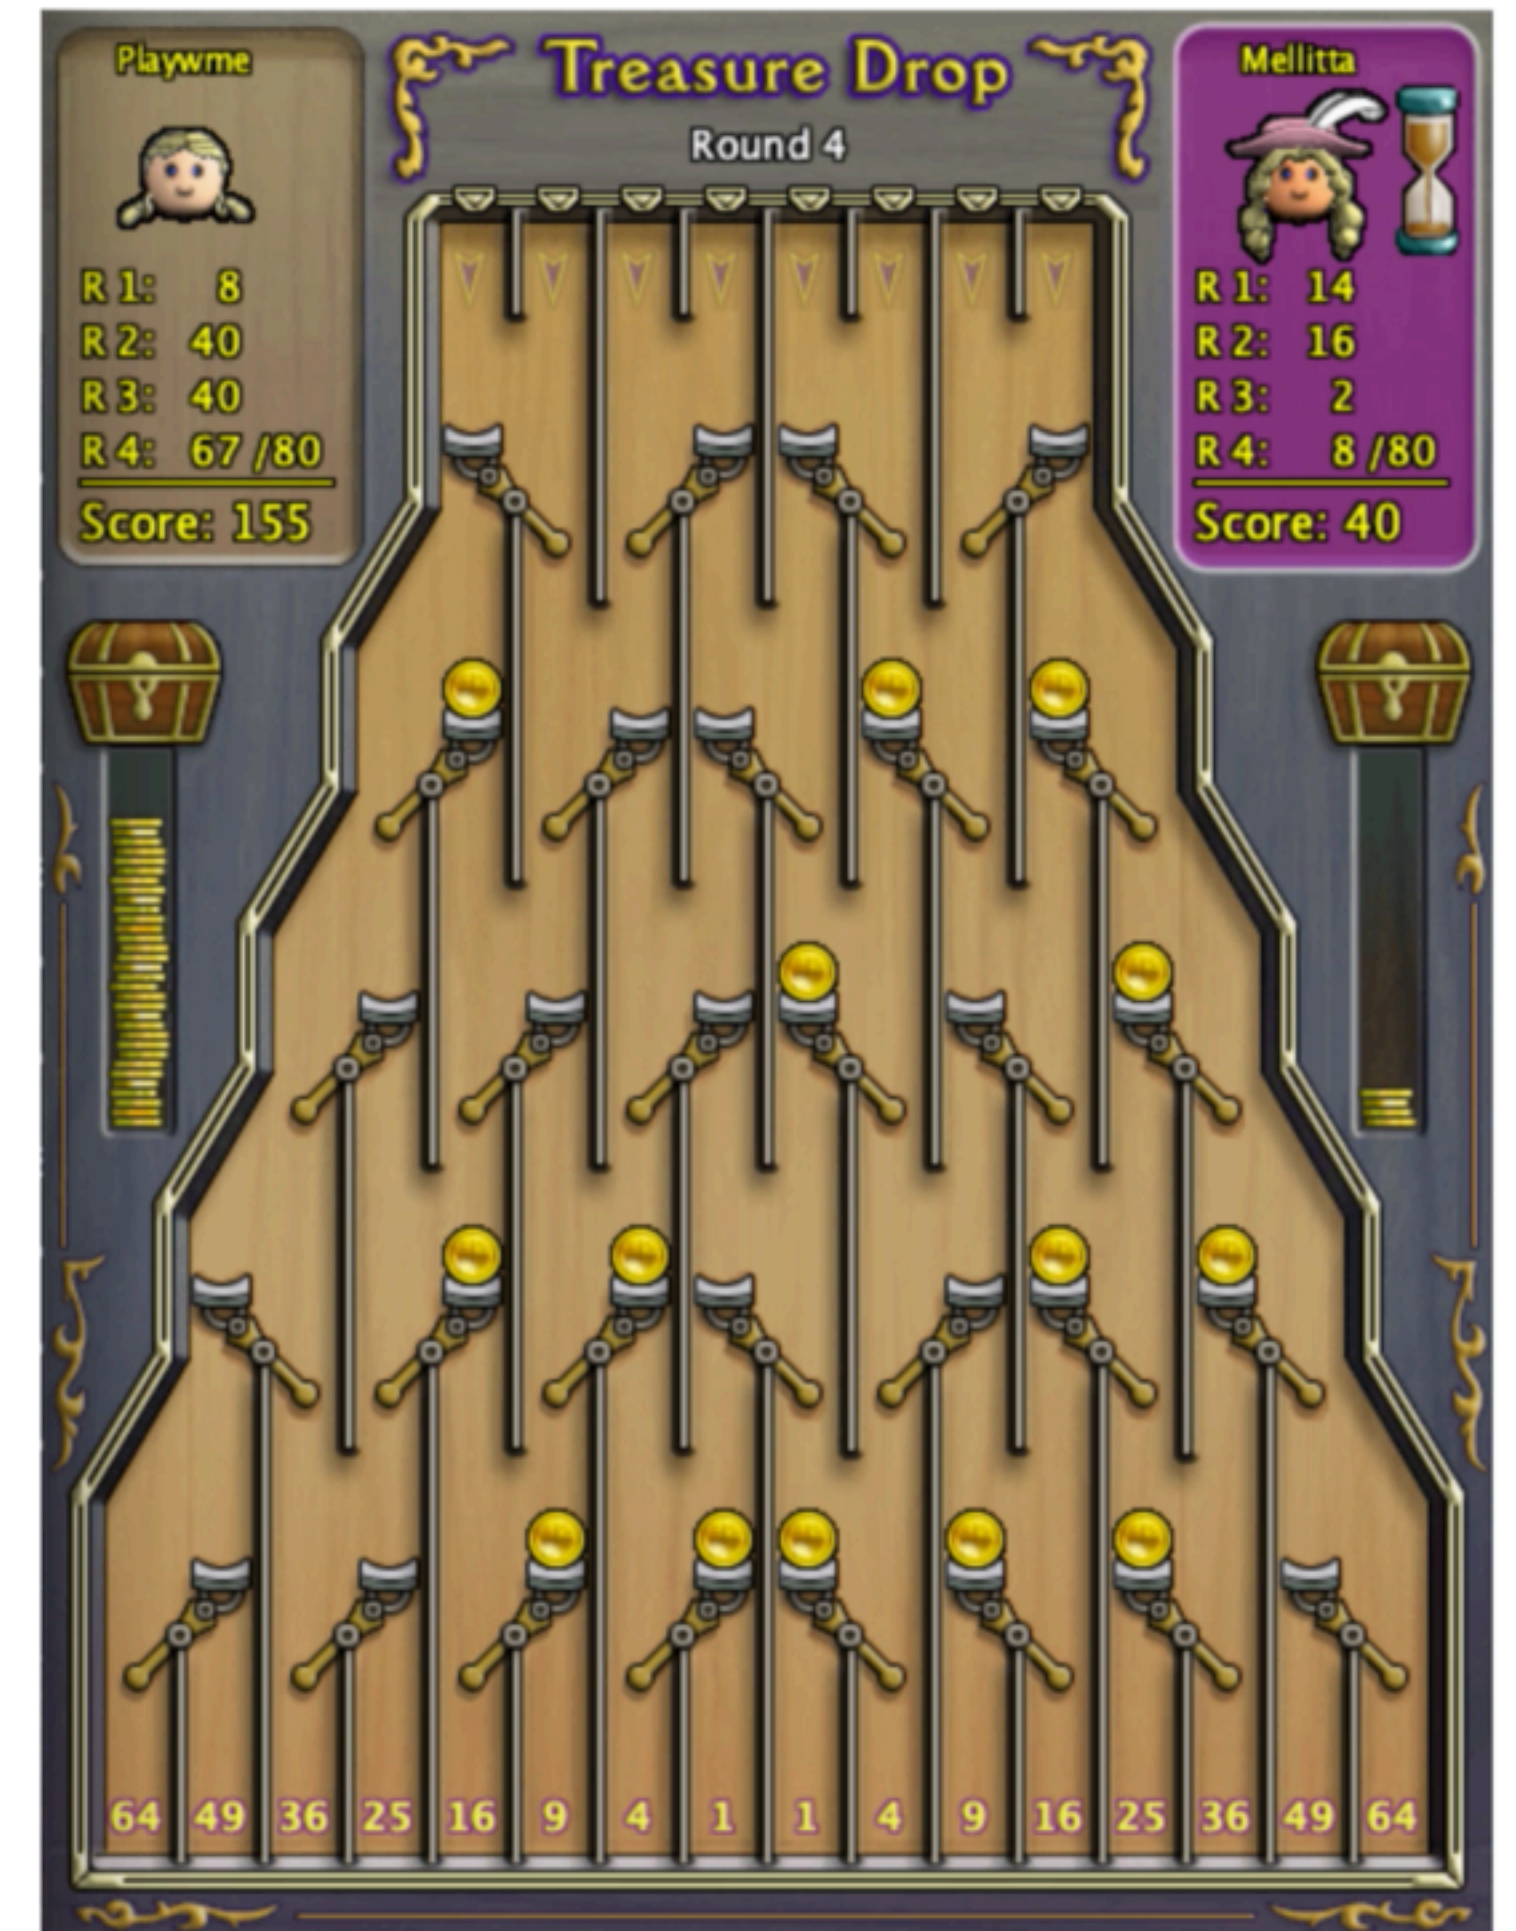 Treasure Drop
Round 4
Playwme
R 1: 8
R 2: 40
R 3: 40
R 4: 67 /80
Score: 155
Mellitta
R 1: 14
R 2: 16
R 3: 2
R 4: 8 /80
Score: 40
64 49 36 25 16 9 4 1 1 4 9 16 25 36 49 64